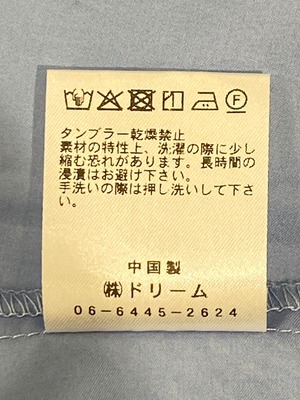 F
タンブラー乾燥禁止
素材の特性上、洗濯の際に少し
縮む恐れがあります。長時間の
浸漬はお避け下さい。
手洗いの際は押し洗いして下さ
い。
中国製
㈱ドリーム
06-6445-2624